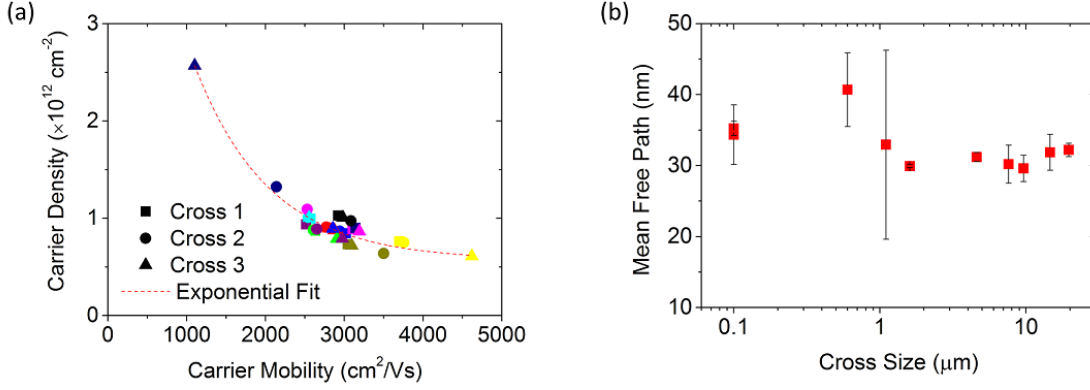 (a)
Carrier Density (×10¹² cm⁻²)
3
2
1
0
Cross 1
Cross 2
Cross 3
Exponential Fit
0 1000 2000 3000 4000 5000
Carrier Mobility (cm²/Vs)
(b)
Mean Free Path (nm)
50
40
30
20
10
0.1 1 10
Cross Size (μm)